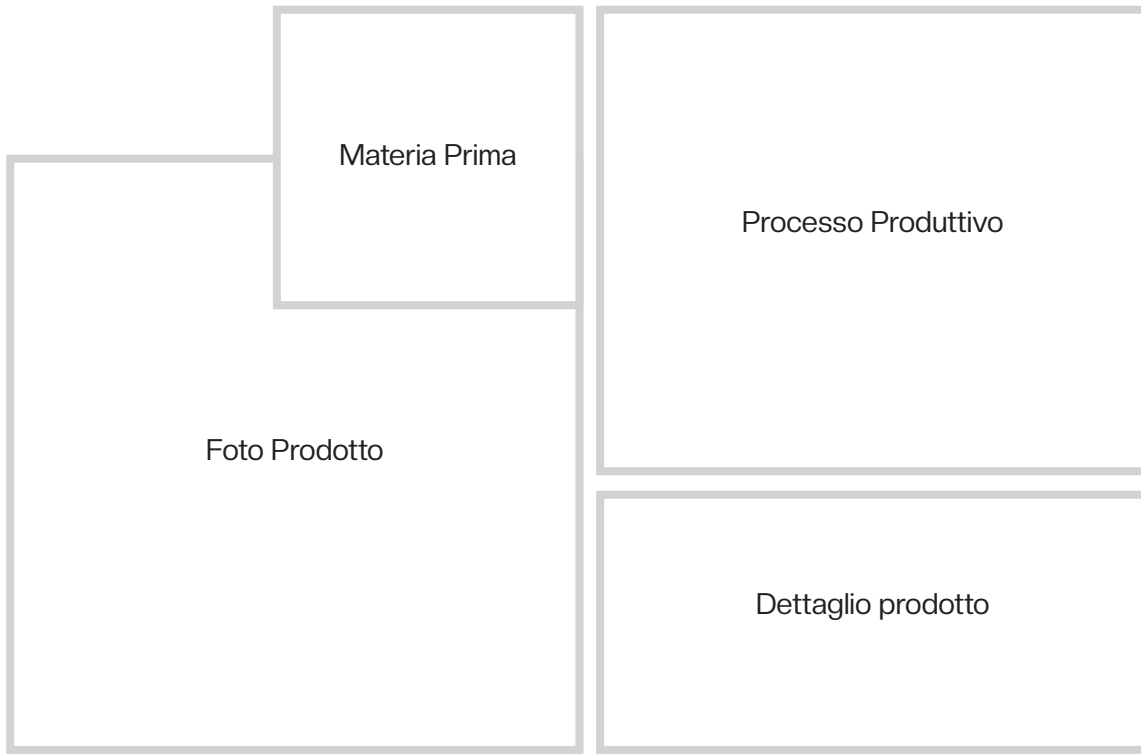 Materia Prima
Processo Produttivo
Foto Prodotto
Dettaglio prodotto